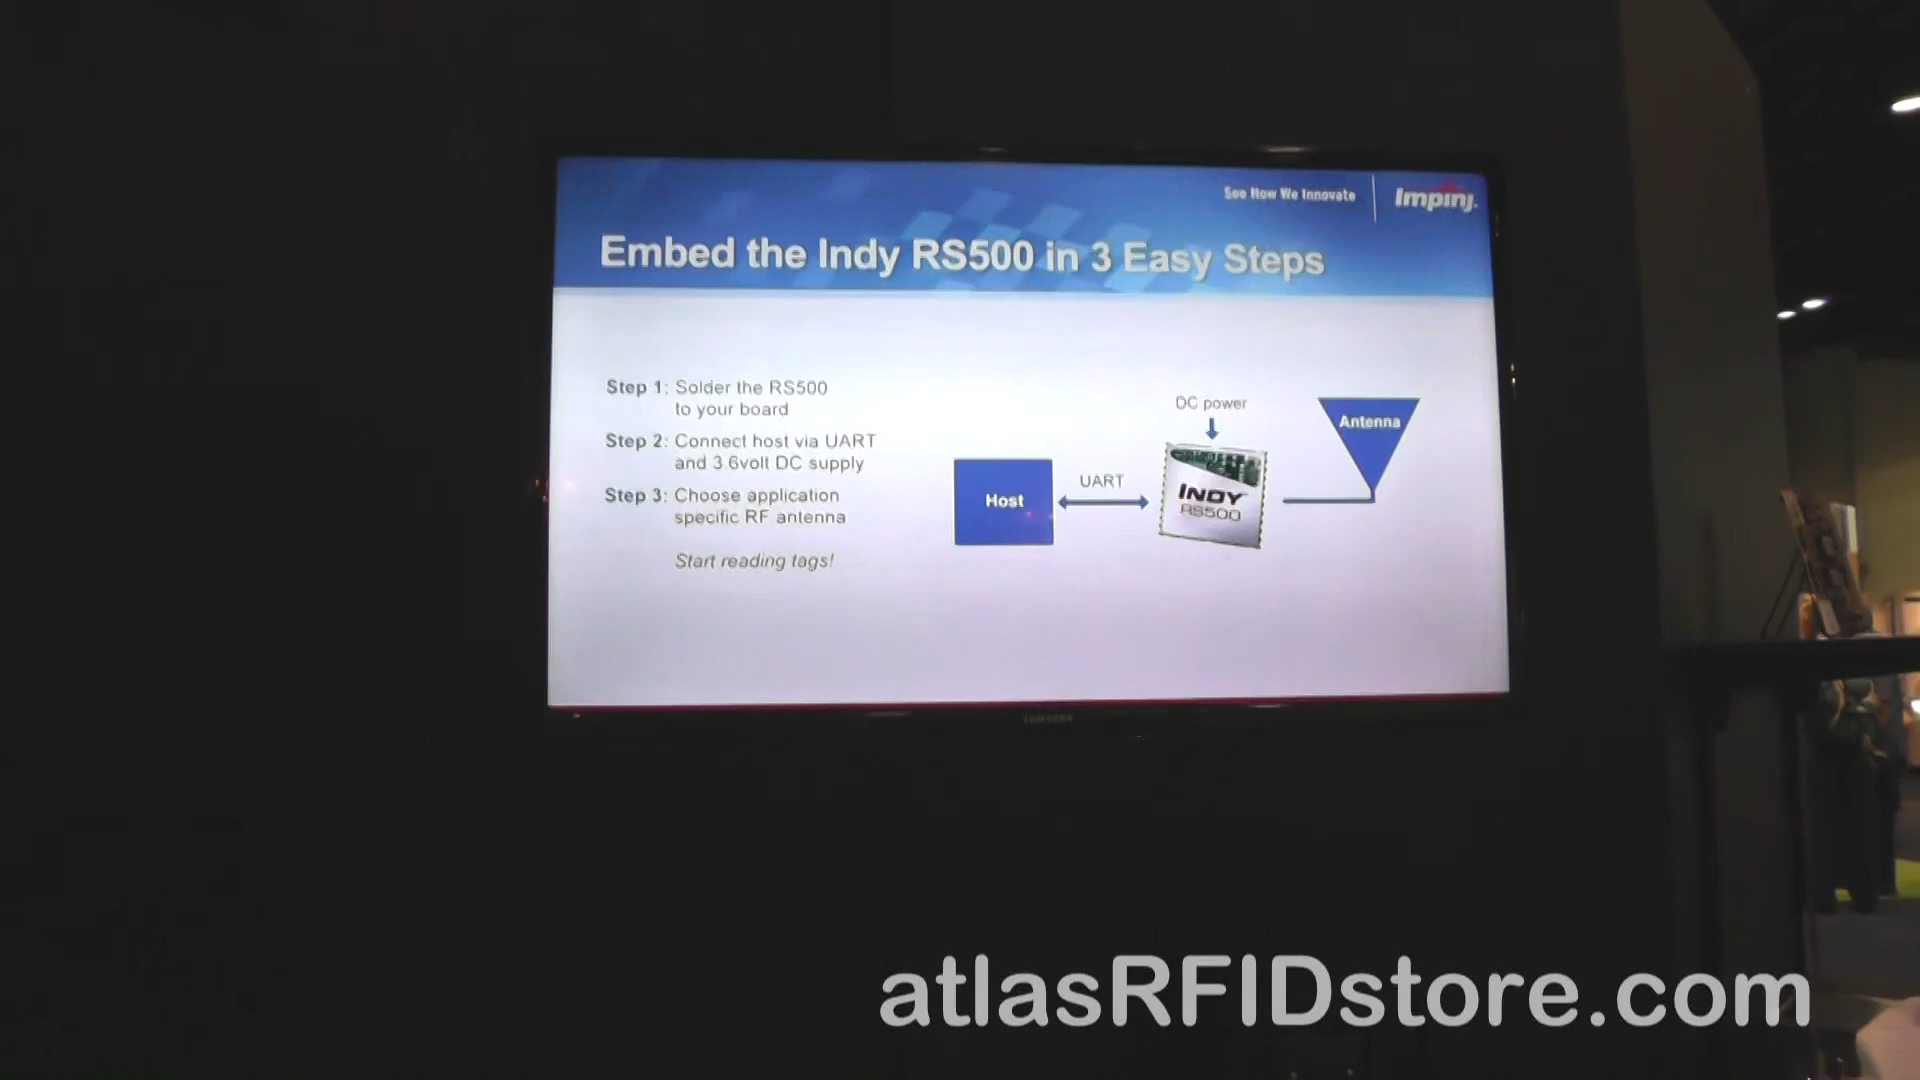 See How We Innovate
Impinj.
Embed the Indy RS500 in 3 Easy Steps
Step 1: Solder the RS500
to your board
Step 2: Connect host via UART
and 3 6volt DC supply
Step 3: Choose application
specific RF antenna
Start reading tags!
Host
UART
DC power
INDY
RS500
Antenna
SAMSUNG
atlasRFIDstore.com